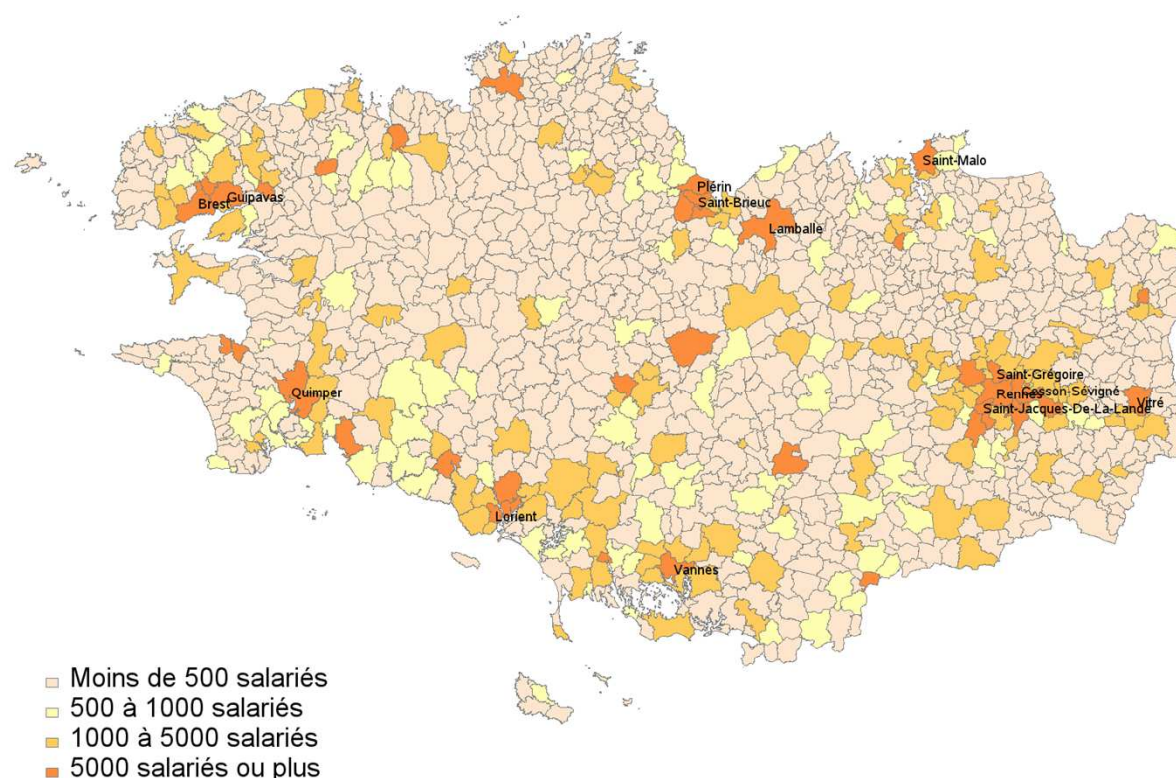 Saint-Malo
Plérin
Guipavas
Brest
Saint-Brieuc
Lamballe
Saint-Grégoire
Quimper
Cesson-Sévigné
Rennes
Vitré
Saint-Jacques-De-La-Lande
Lorient
Vannes
Moins de 500 salariés
500 à 1000 salariés
1000 à 5000 salariés
5000 salariés ou plus